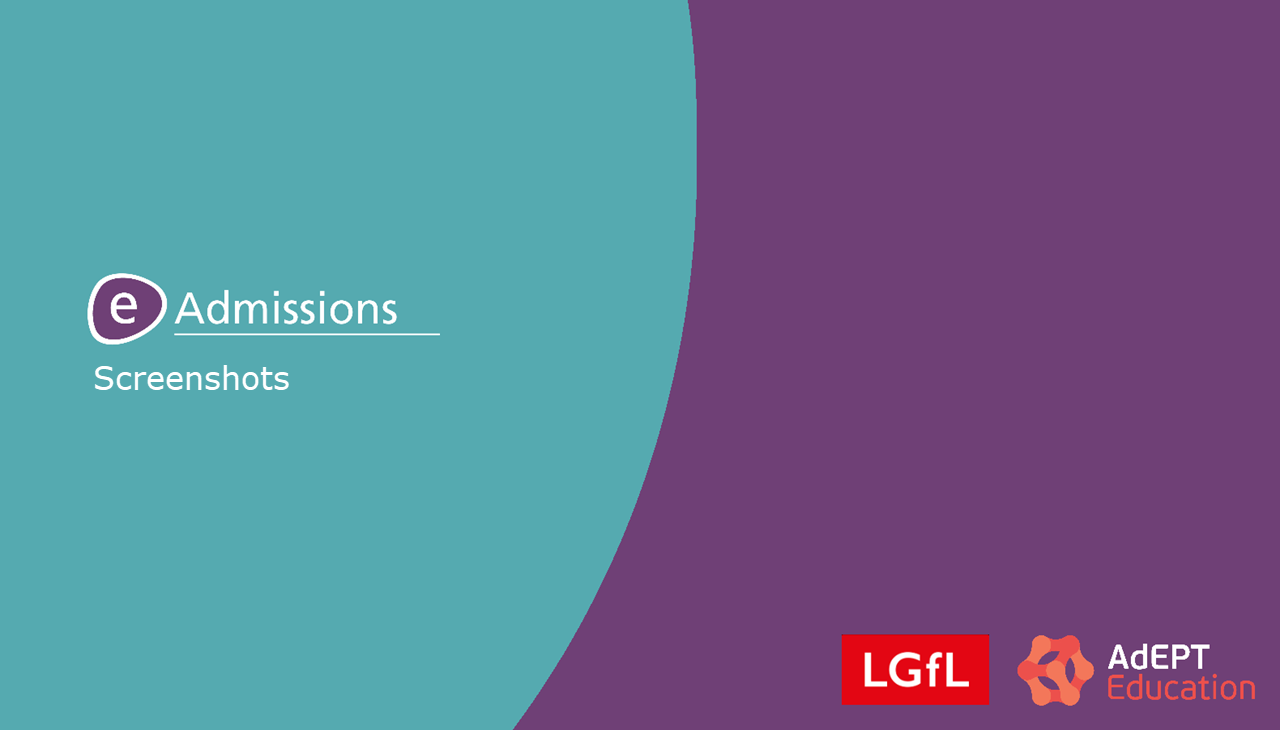 e Admissions
Screenshots
LGfL
AdEPT
Education